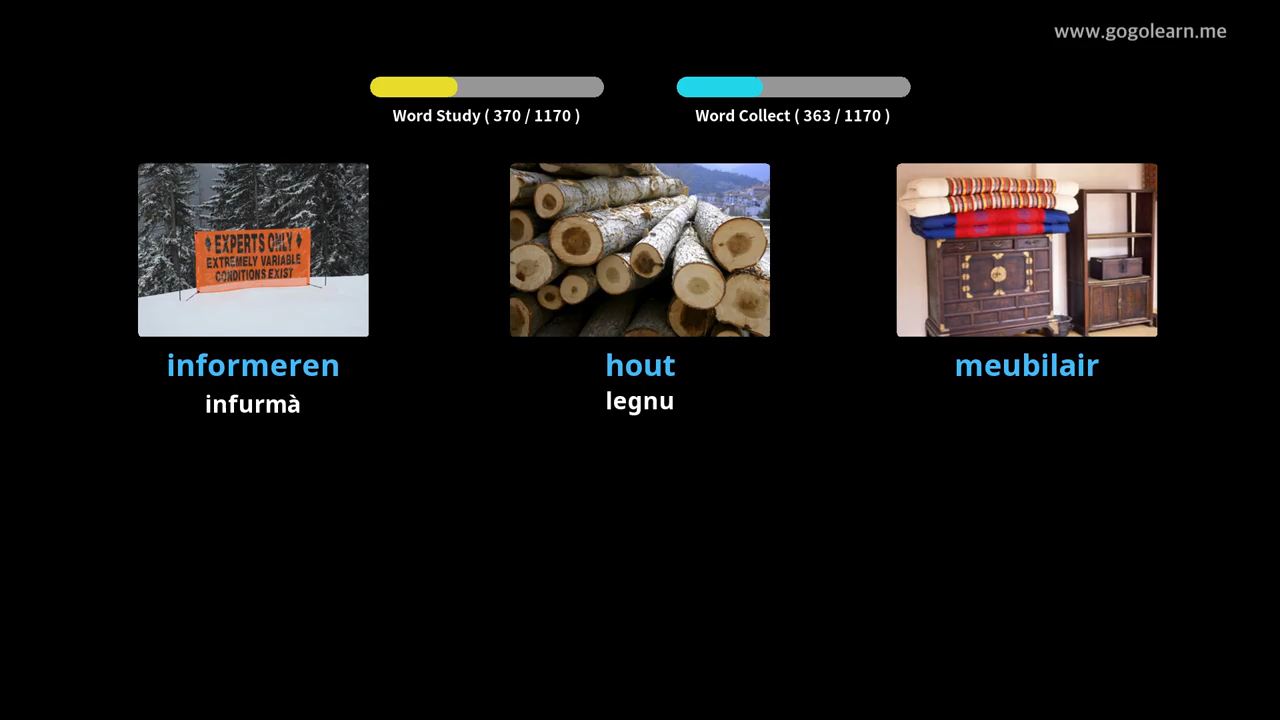 www.gogolearn.me
Word Study ( 370 / 1170 )
Word Collect ( 363 / 1170 )
EXPERTS ONLY
EXTREMELY VARIABLE
CONDITIONS EXIST
informeren
infurmà
hout
legnu
meubilair